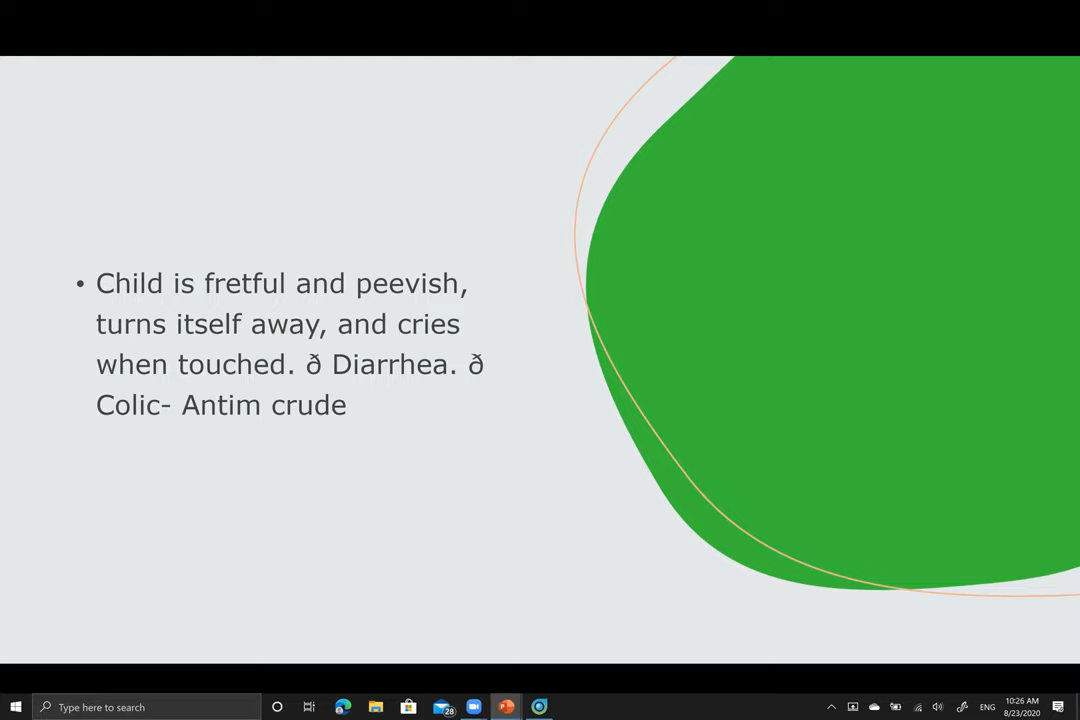 • Child is fretful and peevish,
turns itself away, and cries
when touched. ð Diarrhea. ð
Colic- Antim crude
Type here to search
28
ENG
10:26 AM
8/23/2020